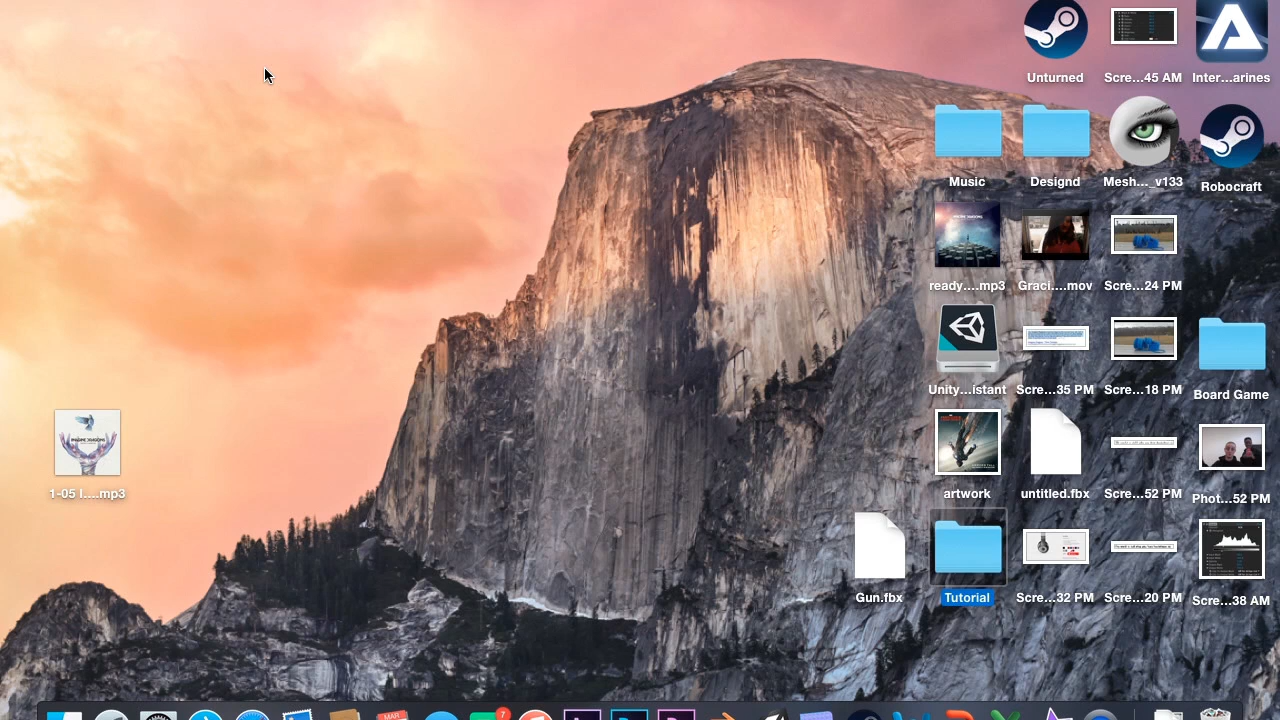 Unturned
Scre...45 AM
Inter...arines
Music
Designd
Mesh..._v133
Robocraft
ready....mp3
Graci....mov
Scre...24 PM
Unity...istant
Scre...35 PM
Scre...18 PM
Board Game
1-05 I....mp3
artwork
untitled.fbx
Scre...52 PM
Phot...52 PM
Gun.fbx
Tutorial
Scre...32 PM
Scre...20 PM
Scre...38 AM
MAR
7